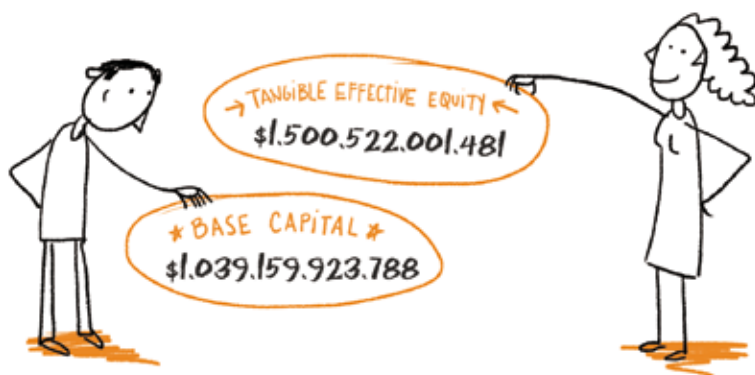 → TANGIBLE EFFECTIVE EQUITY ←
$1.500.522.001.481
* BASE CAPITAL *
$1.039.159.923.788